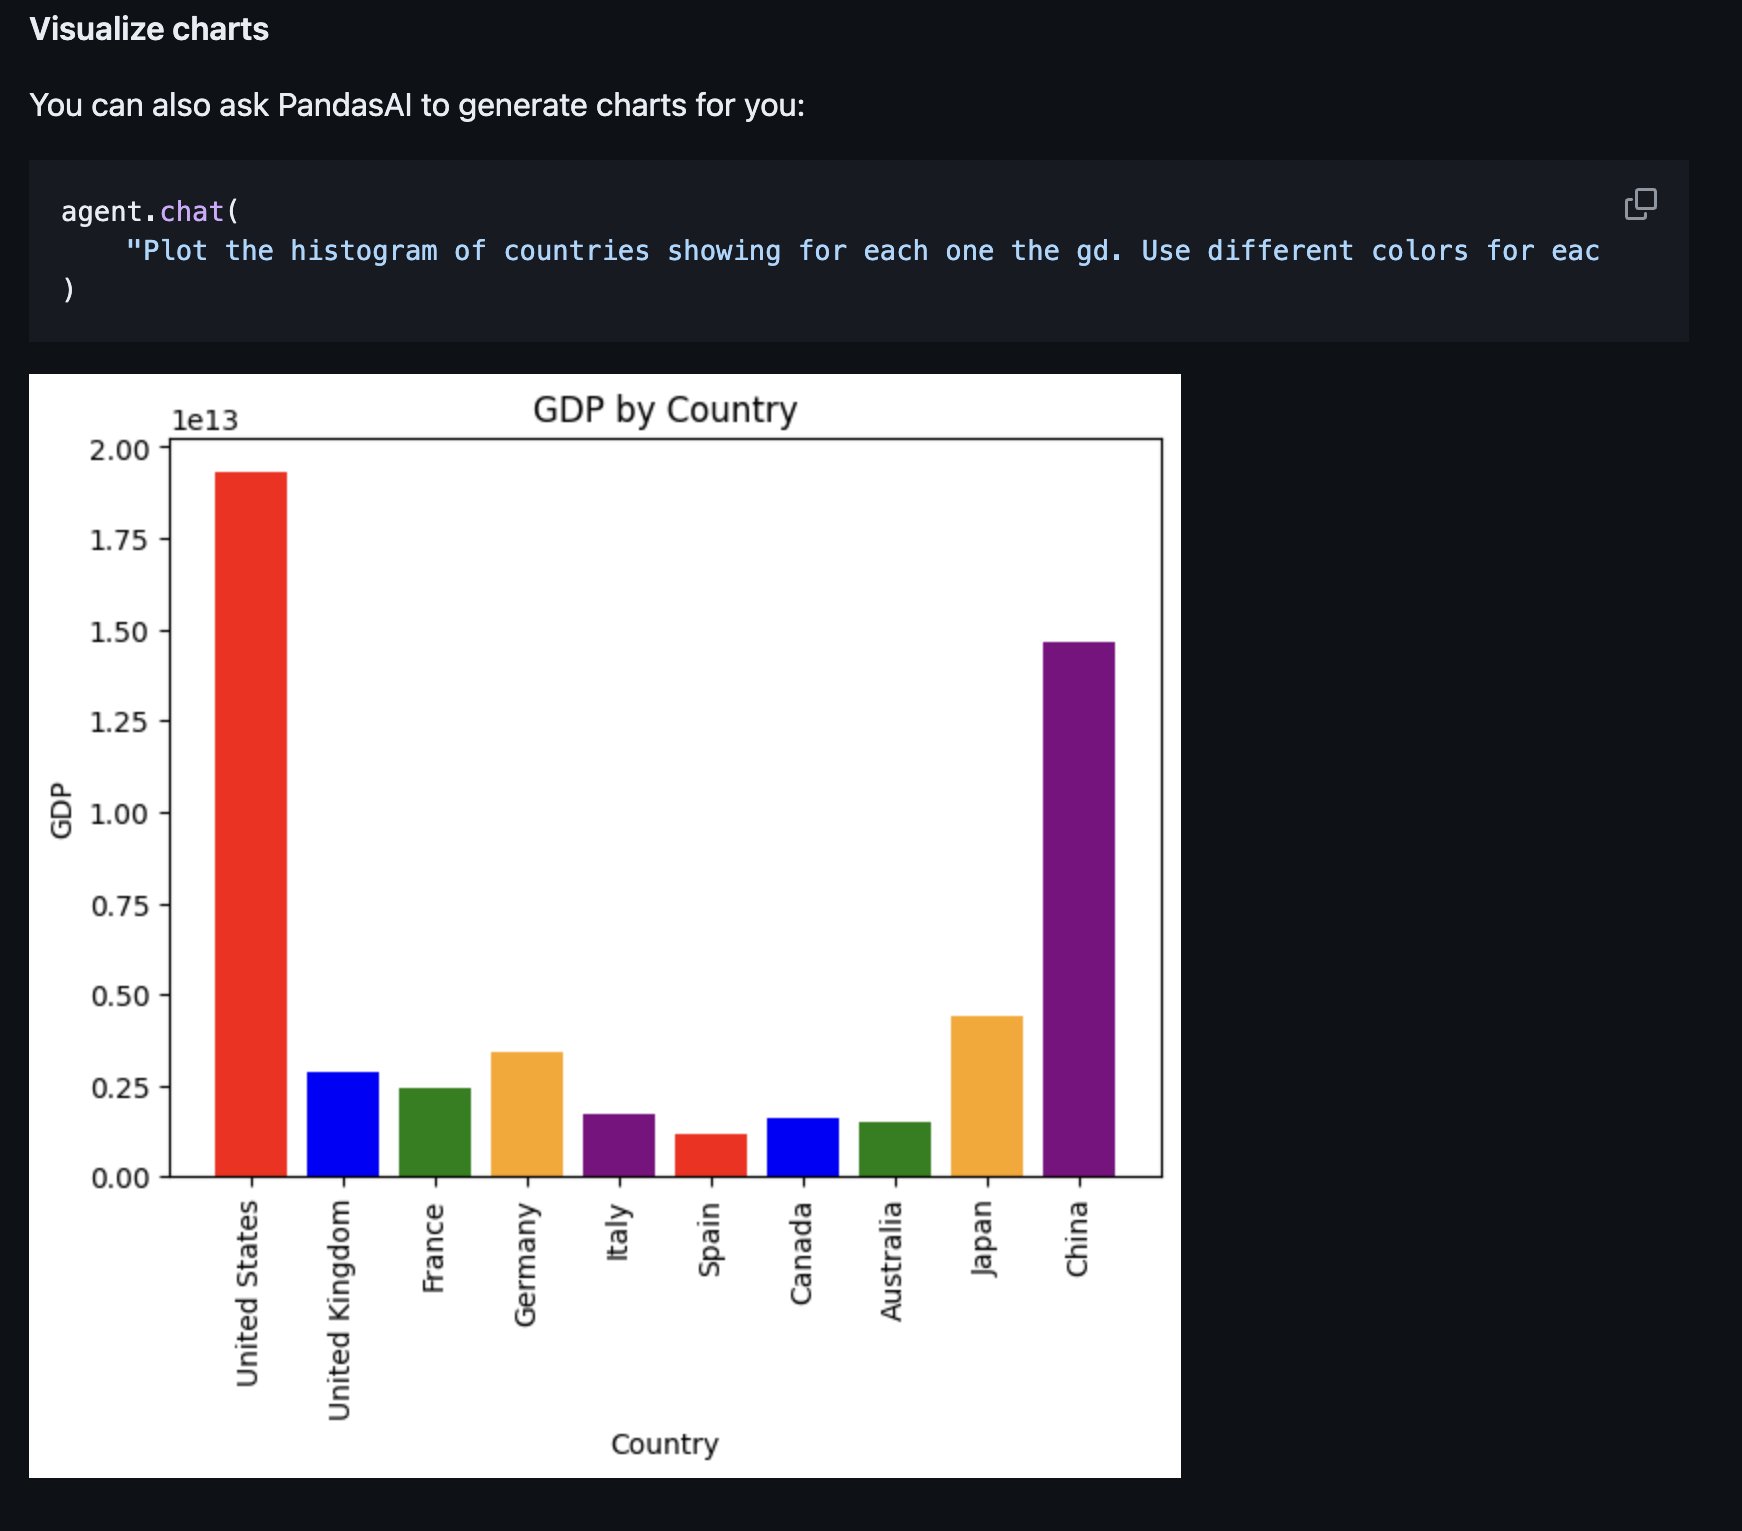 Visualize charts
You can also ask PandasAI to generate charts for you:
agent.chat(
"Plot the histogram of countries showing for each one the gd. Use different colors for eac
)
GDP by Country
1e13
2.00
1.75
1.50
1.25
1.00
0.75
0.50
0.25
0.00
GDP
United States
United Kingdom
France
Germany
Italy
Spain
Canada
Australia
Japan
China
Country